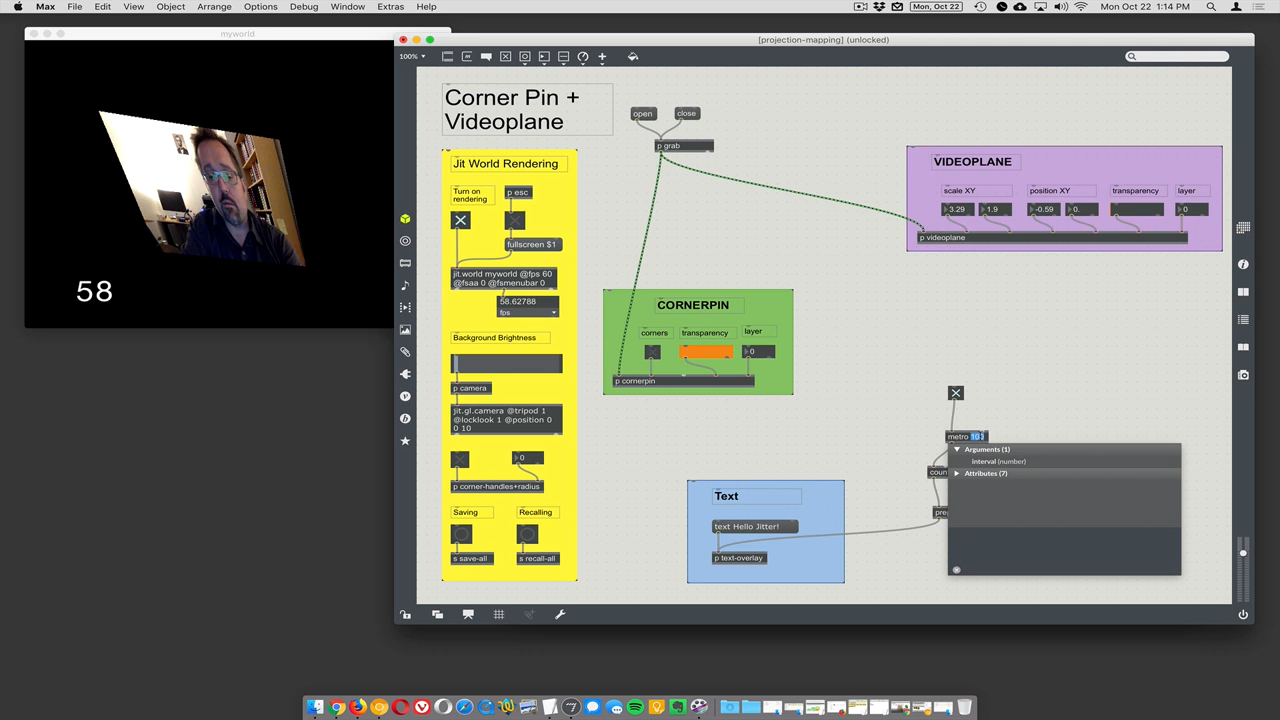 Max File Edit View Object Arrange Options Debug Window Extras Help
Mon, Oct 22
Mon Oct 22 1:14 PM
myworld
58
[projection-mapping] (unlocked)
100%
Corner Pin +
Videoplane
open
close
p grab
Jit World Rendering
Turn on
rendering
p esc
fullscreen $1
jit.world myworld @fps 60
@fsaa 0 @fsmenubar 0
58.62788
fps
Background Brightness
p camera
jit.gl.camera @tripod 1
@locklook 1 @position 0
0 10
0
p corner-handles+radius
Saving
Recalling
s save-all
s recall-all
CORNERPIN
corners
transparency
layer
0
p cornerpin
VIDEOPLANE
scale XY
position XY
transparency
layer
3.29
1.9
-0.59
0.
0
p videoplane
Text
text Hello Jitter!
p text-overlay
metro
coun
prep
Arguments (1)
interval (number)
Attributes (7)